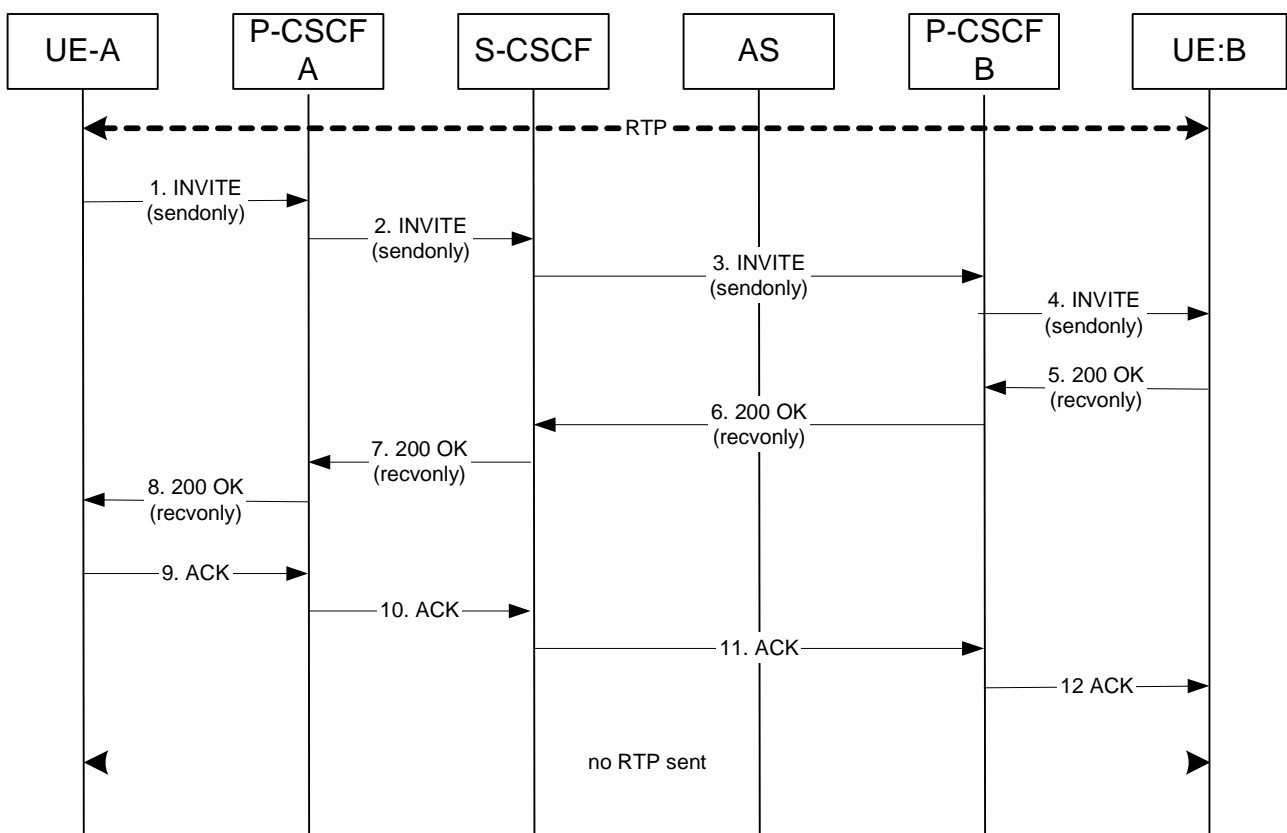 UE-A
P-CSCF
A
S-CSCF
AS
P-CSCF
B
UE:B
RTP
1. INVITE
(sendonly)
2. INVITE
(sendonly)
3. INVITE
(sendonly)
4. INVITE
(sendonly)
5. 200 OK
(recvonly)
6. 200 OK
(recvonly)
7. 200 OK
(recvonly)
8. 200 OK
(recvonly)
9. ACK
10. ACK
11. ACK
12 ACK
no RTP sent